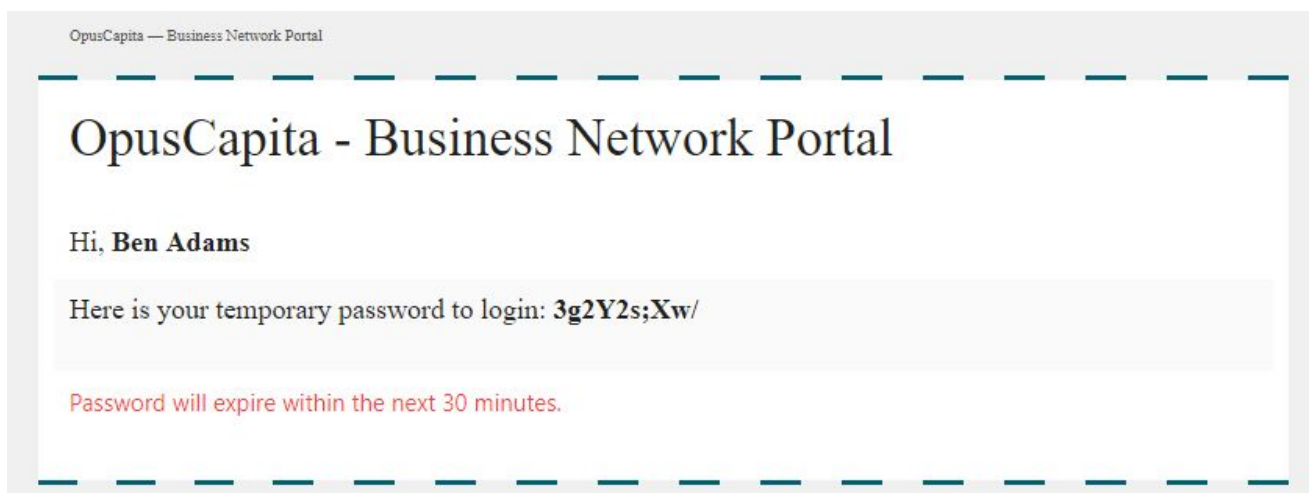 OpusCapita — Business Network Portal
OpusCapita - Business Network Portal
Hi, Ben Adams
Here is your temporary password to login: 3g2Y2s;Xw/
Password will expire within the next 30 minutes.